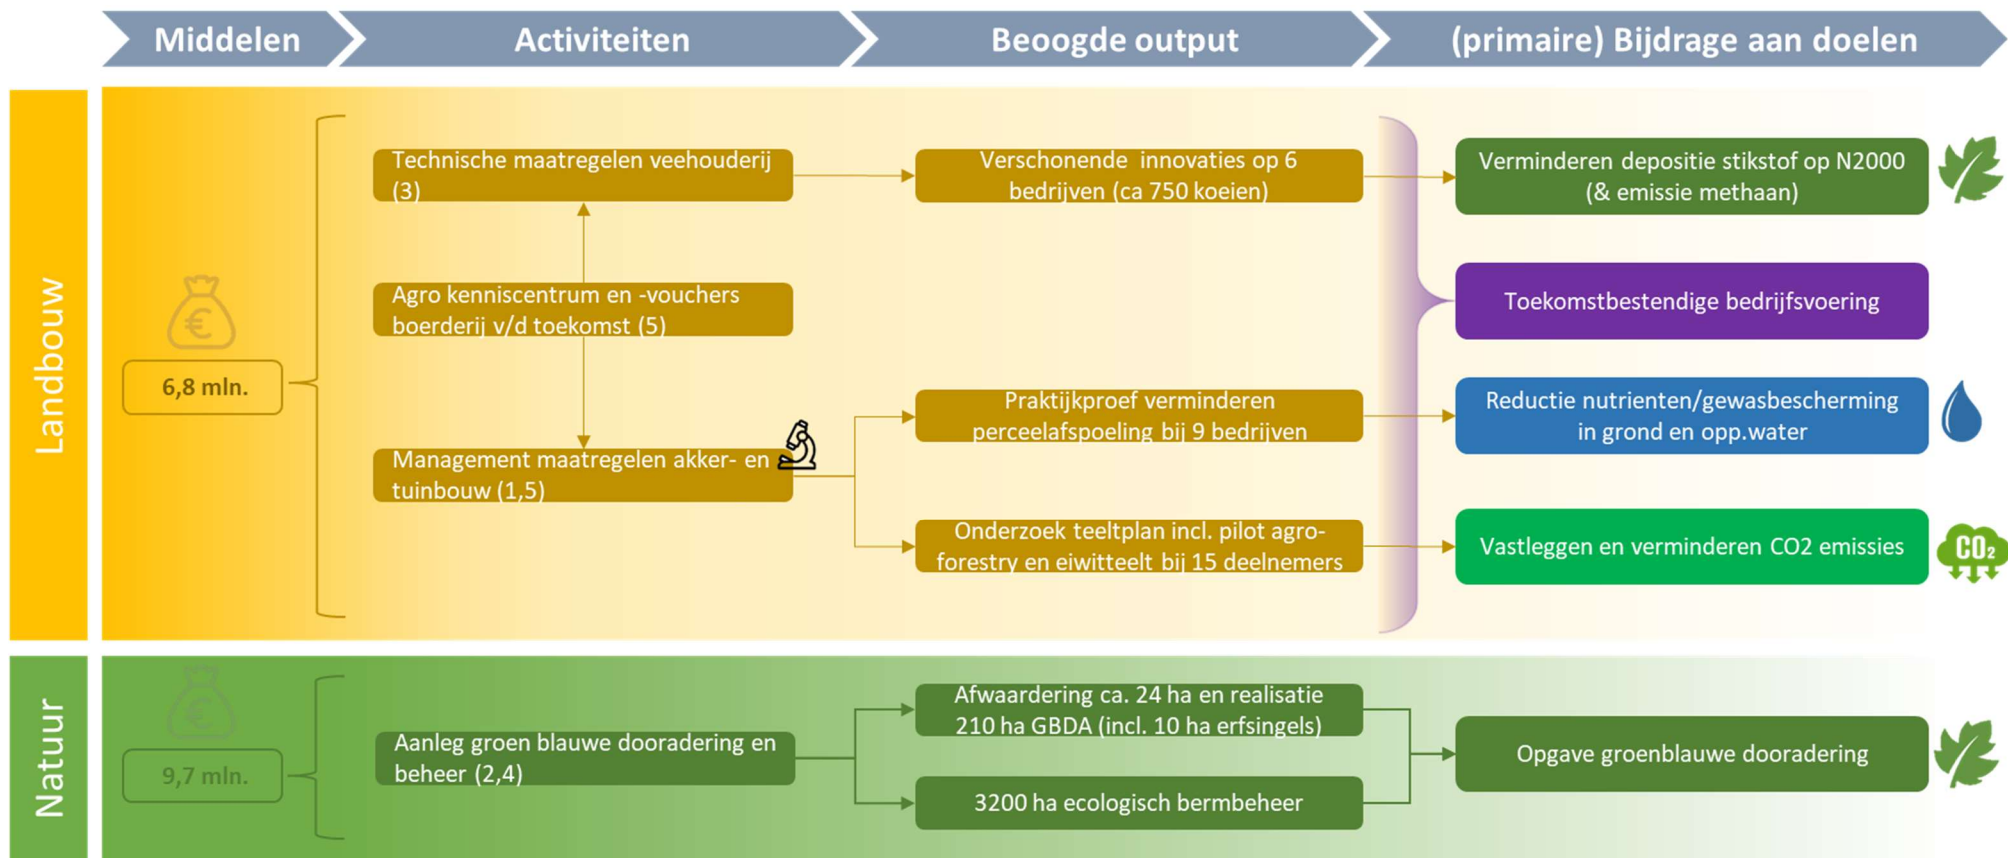 Middelen
Activiteiten
Beoogde output
(primaire) Bijdrage aan doelen
Landbouw
€
6,8 mln.
Technische maatregelen veehouderij
(3)
Agro kenniscentrum en -vouchers
boerderij v/d toekomst (5)
Management maatregelen akker- en
tuinbouw (1,5)
Verschonende innovaties op 6
bedrijven (ca 750 koeien)
Praktijkproef verminderen
perceelafspoeling bij 9 bedrijven
Onderzoek teeltplan incl. pilot agro-
forestry en eiwitteelt bij 15 deelnemers
Verminderen depositie stikstof op N2000
(& emissie methaan)
Toekomstbestendige bedrijfsvoering
Reductie nutrienten/gewasbescherming
in grond en opp.water
Vastleggen en verminderen CO2 emissies
CO₂
Natuur
€
9,7 mln.
Aanleg groen blauwe dooradering en
beheer (2,4)
Afwaardering ca. 24 ha en realisatie
210 ha GBDA (incl. 10 ha erfsingels)
3200 ha ecologisch bermbeheer
Opgave groenblauwe dooradering